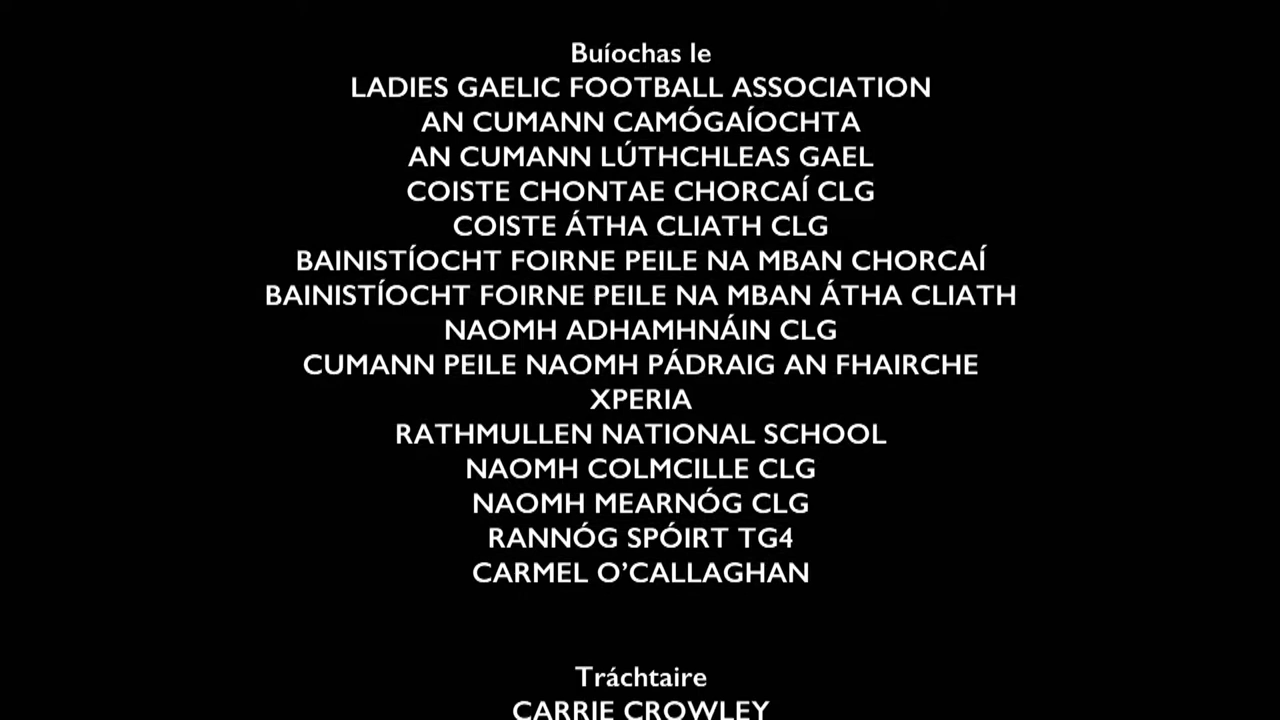 Buíochas le
LADIES GAELIC FOOTBALL ASSOCIATION
AN CUMANN CAMÓGAÍOCHTA
AN CUMANN LÚTHCHLEAS GAEL
COISTE CHONTAE CHORCAÍ CLG
COISTE ÁTHA CLIATH CLG
BAINISTÍOCHT FOIRNE PEILE NA MBAN CHORCAÍ
BAINISTÍOCHT FOIRNE PEILE NA MBAN ÁTHA CLIATH
NAOMH ADHAMHNÁIN CLG
CUMANN PEILE NAOMH PÁDRAIG AN FHAIRCHE
XPERIA
RATHMULLEN NATIONAL SCHOOL
NAOMH COLMCILLE CLG
NAOMH MEARNÓG CLG
RANNÓG SPÓIRT TG4
CARMEL O’CALLAGHAN
Tráchtaire
CARRIE CROWLEY